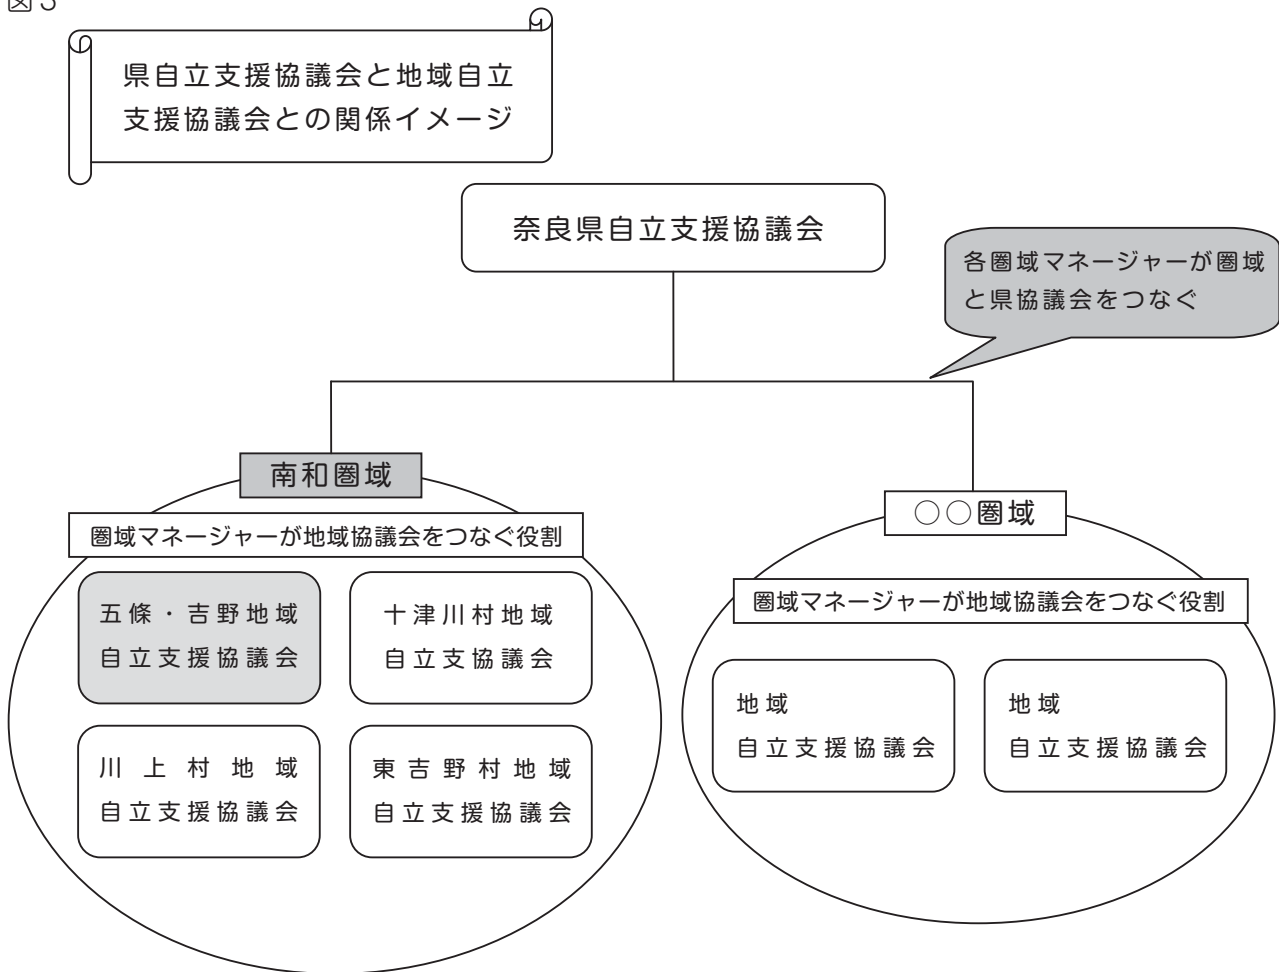 図3
県自立支援協議会と地域自立
支援協議会との関係イメージ
奈良県自立支援協議会
各圏域マネージャーが圏域
と県協議会をつなぐ
南和圏域
圏域マネージャーが地域協議会をつなぐ役割
五條・吉野地域
自立支援協議会
十津川村地域
自立支協議会
川上村地域
自立支援協議会
東吉野村地域
自立支援協議会
○○圏域
圏域マネージャーが地域協議会をつなぐ役割
地域
自立支援協議会
地域
自立支援協議会